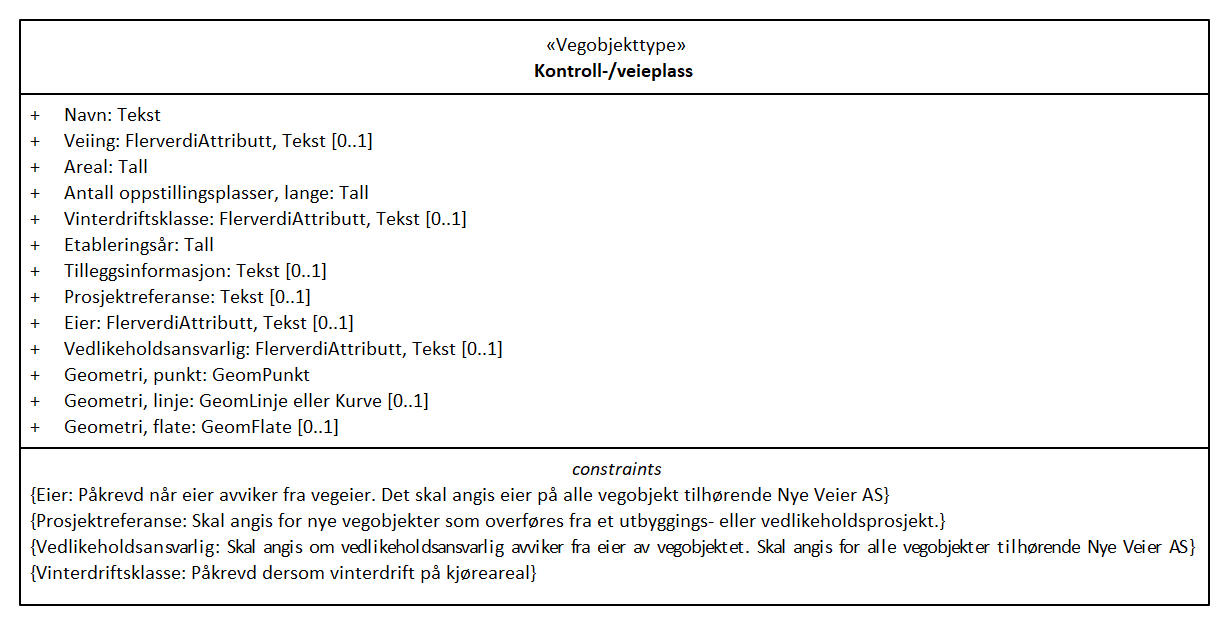 «Vegobjekttype»
Kontroll-/veieplass
+ Navn: Tekst
+ Veiing: FlerverdiAttributt, Tekst [0..1]
+ Areal: Tall
+ Antall oppstillingsplasser, lange: Tall
+ Vinterdriftsklasse: FlerverdiAttributt, Tekst [0..1]
+ Etableringsår: Tall
+ Tilleggsinformasjon: Tekst [0..1]
+ Prosjektreferanse: Tekst [0..1]
+ Eier: FlerverdiAttributt, Tekst [0..1]
+ Vedlikeholdsansvarlig: FlerverdiAttributt, Tekst [0..1]
+ Geometri, punkt: GeomPunkt
+ Geometri, linje: GeomLinje eller Kurve [0..1]
+ Geometri, flate: GeomFlate [0..1]
constraints
{Eier: Påkrevd når eier avviker fra vegeier. Det skal angis eier på alle vegobjekt tilhørende Nye Veier AS}
{Prosjektreferanse: Skal angis for nye vegobjekter som overføres fra et utbyggings- eller vedlikeholdsprosjekt.}
{Vedlikeholdsansvarlig: Skal angis om vedlikeholdsansvarlig avviker fra eier av vegobjektet. Skal angis for alle vegobjekter tilhørende Nye Veier AS}
{Vinterdriftsklasse: Påkrevd dersom vinterdrift på kjøreareal}